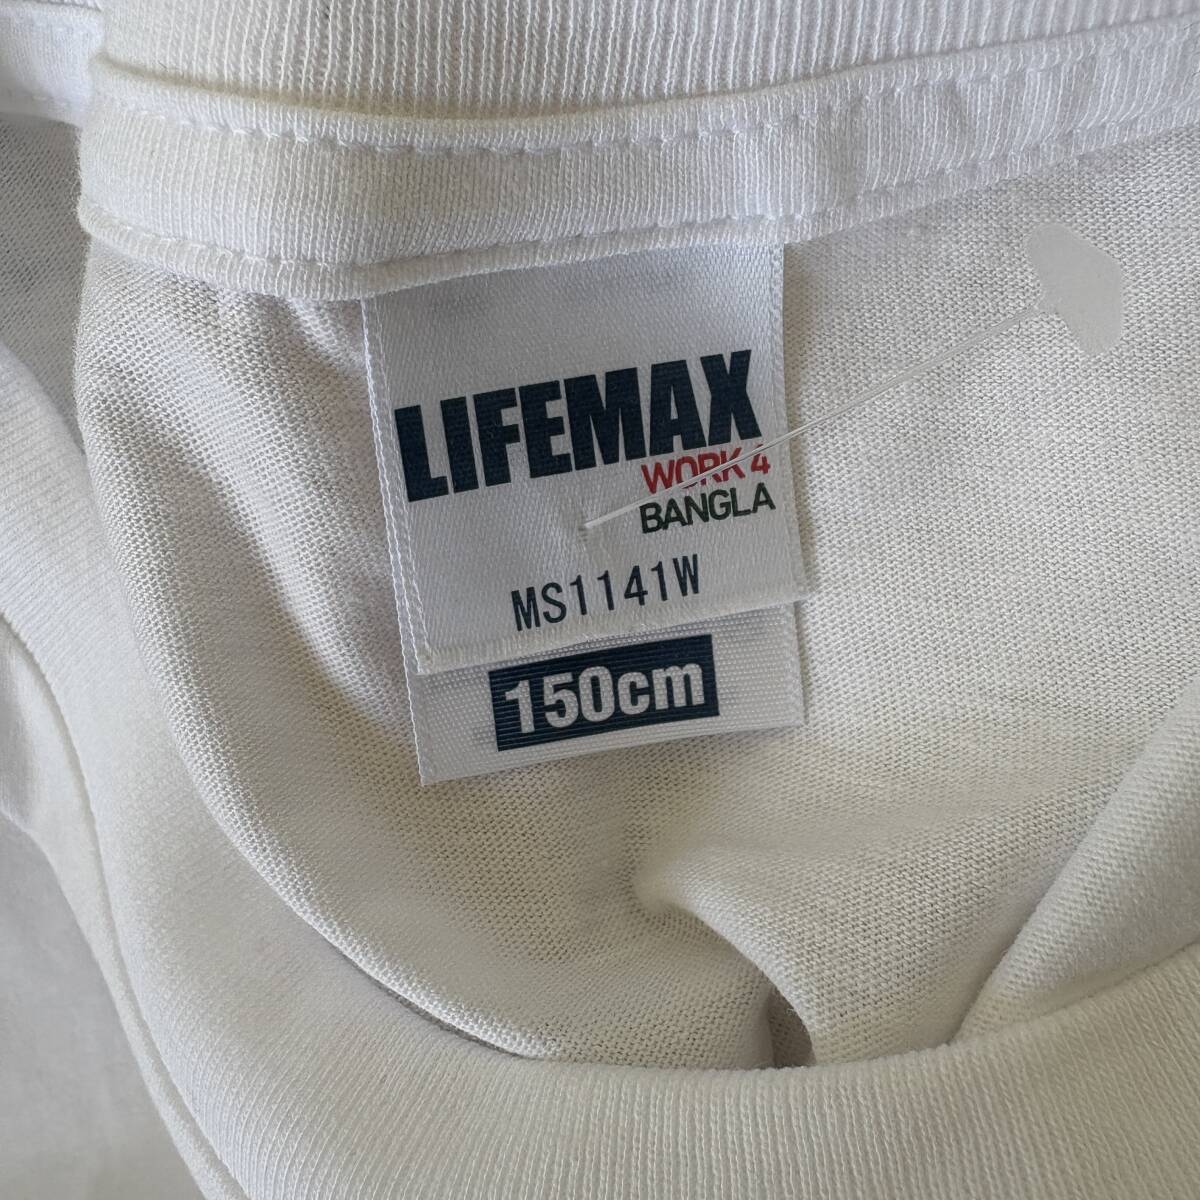 LIFEMAX
WORK 4
BANGLA
MS1141W
150cm